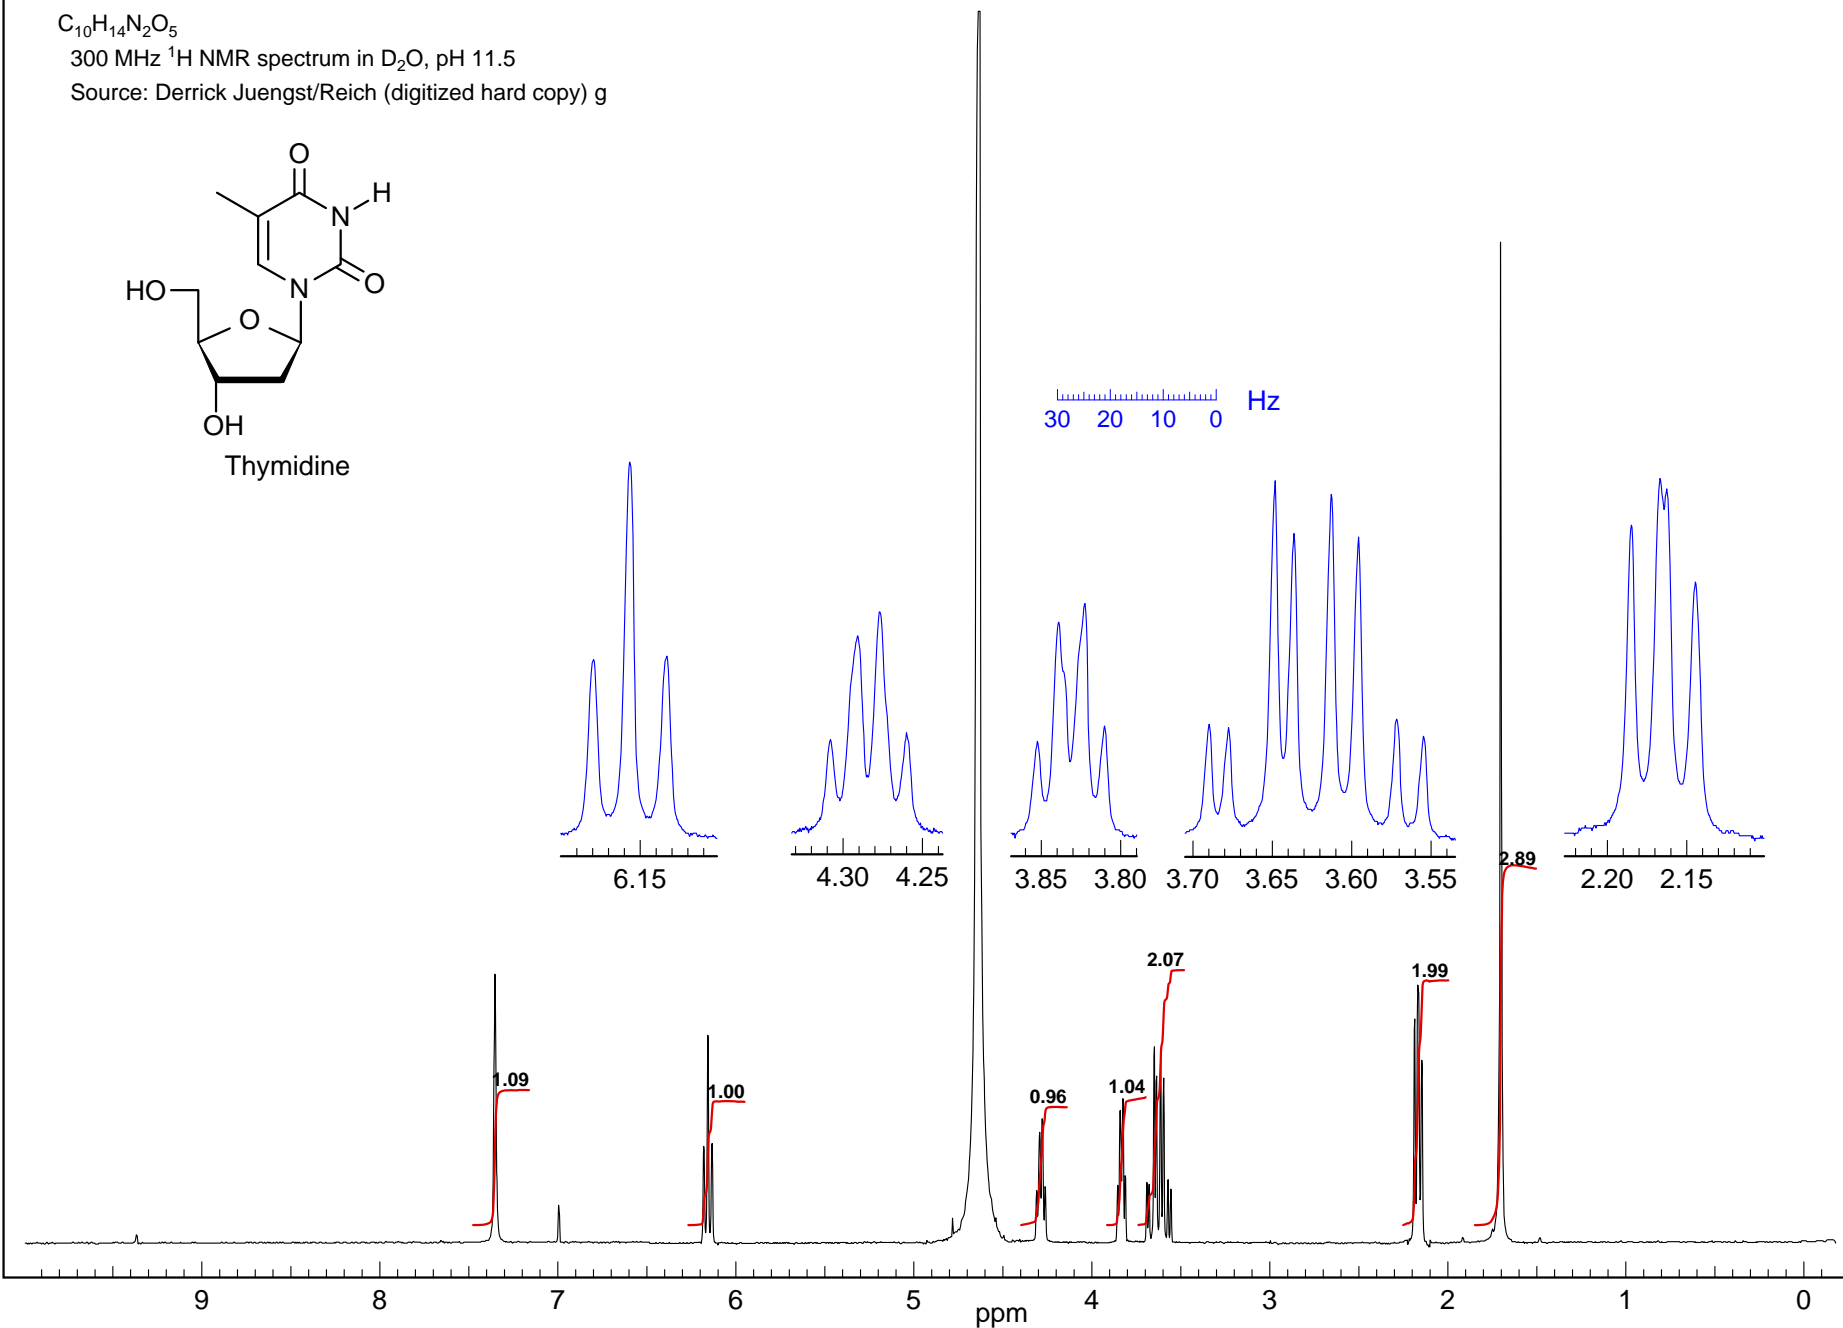 C₁₀H₁₄N₂O₅
300 MHz ¹H NMR spectrum in D₂O, pH 11.5
Source: Derrick Juengst/Reich (digitized hard copy) g
O
H
N
O
N
HO
O
OH
Thymidine
30 20 10 0 Hz
6.15
4.30 4.25
3.85 3.80
3.70 3.65 3.60 3.55
2.20 2.15
2.89
2.07
1.99
1.09
1.00
0.96
1.04
9 8 7 6 5 4 3 2 1 0
ppm